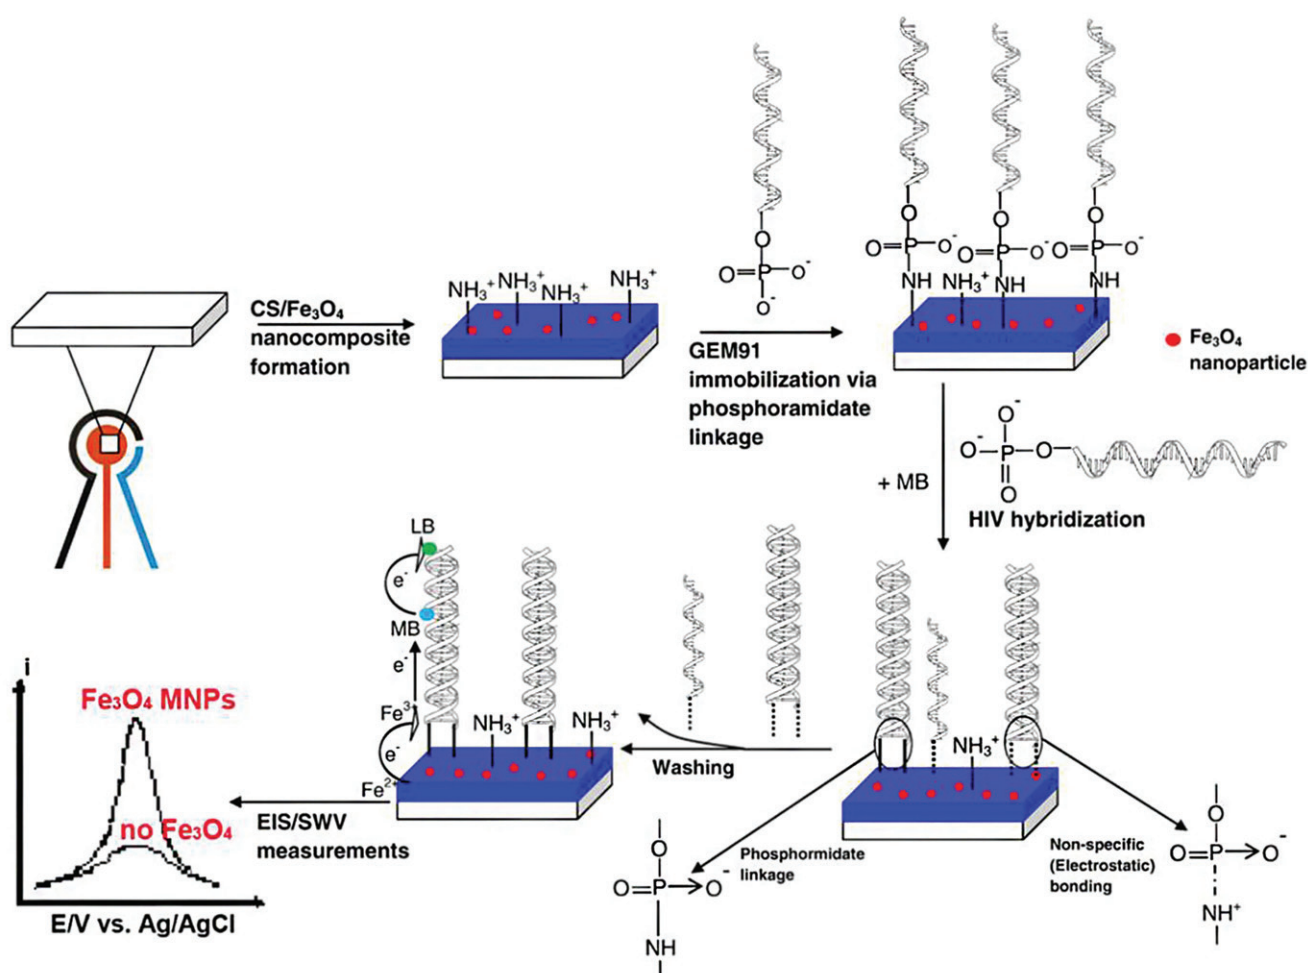 CS/Fe₃O₄
nanocomposite
formation
NH₃⁺
NH₃⁺
NH₃⁺
NH₃⁺
O
O=P—O⁻
O⁻
GEM91
immobilization via
phosphoramidate
linkage
O
O
O
O=P—O⁻
O=P—O⁻
O=P—O⁻
NH
NH₃⁺
NH
NH
Fe₃O₄
nanoparticle
+ MB
O⁻
O⁻—P—O
O
HIV hybridization
LB
e⁻
MB
e⁻
Fe³⁺
e⁻
Fe²⁺
NH₃⁺
NH₃⁺
Washing
NH₃⁺
Phosphormidate
linkage
O
O=P→O⁻
NH
Non-specific
(Electrostatic)
bonding
O
O=P→O⁻
NH⁺
EIS/SWV
measurements
i
Fe₃O₄ MNPs
no Fe₃O₄
E/V vs. Ag/AgCl